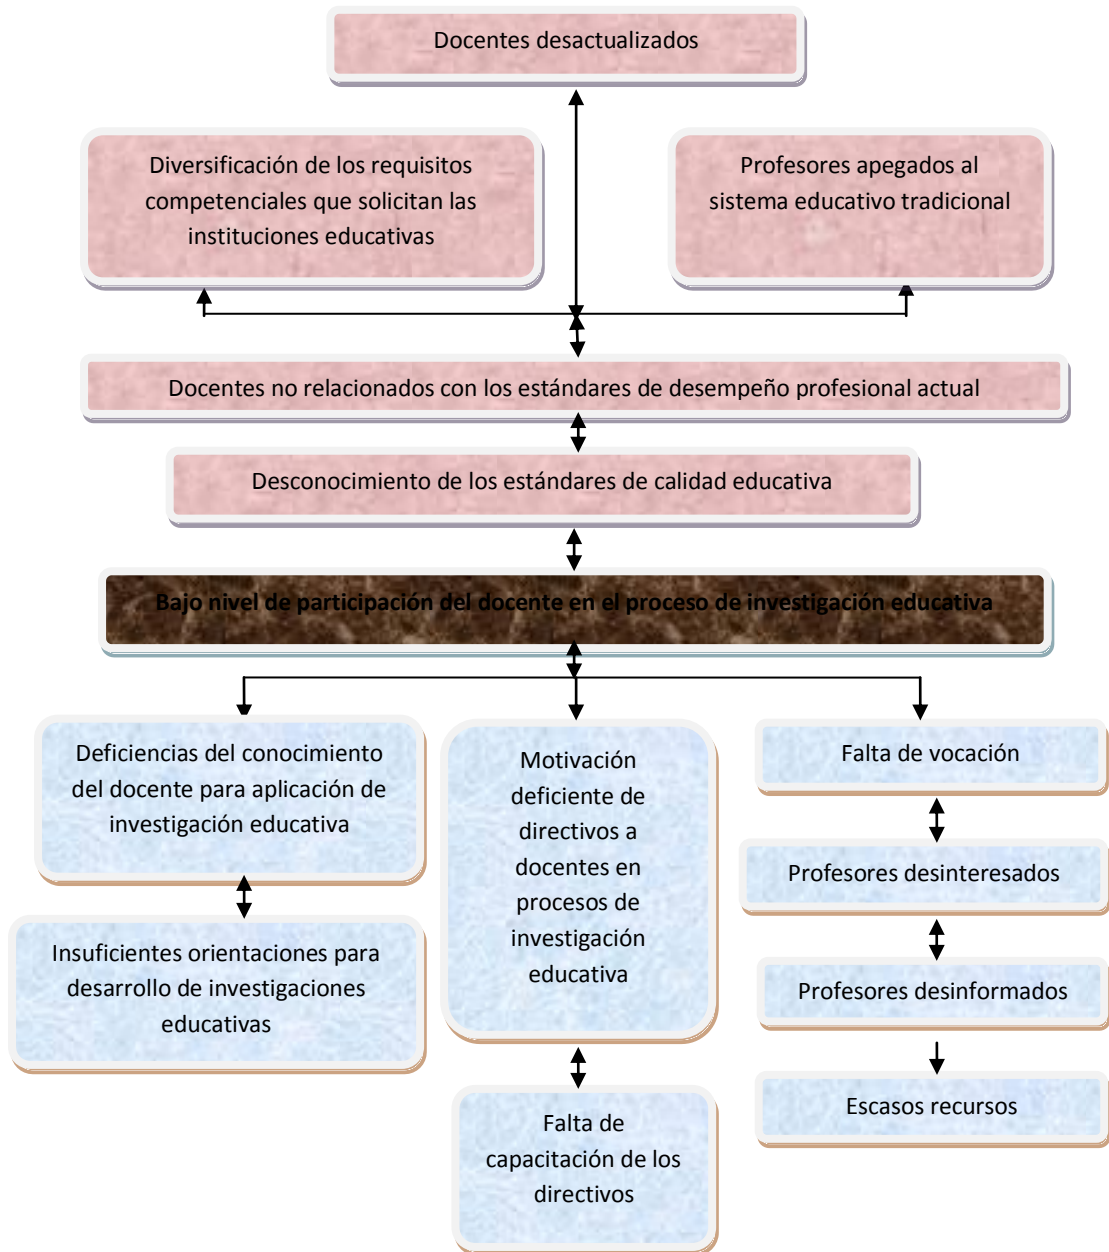 Docentes desactualizados
Diversificación de los requisitos
competenciales que solicitan las
instituciones educativas
Profesores apegados al
sistema educativo tradicional
Docentes no relacionados con los estándares de desempeño profesional actual
Desconocimiento de los estándares de calidad educativa
Bajo nivel de participación del docente en el proceso de investigación educativa
Deficiencias del conocimiento
del docente para aplicación de
investigación educativa
Insuficientes orientaciones para
desarrollo de investigaciones
educativas
Motivación
deficiente de
directivos a
docentes en
procesos de
investigación
educativa
Falta de
capacitación de los
directivos
Falta de vocación
Profesores desinteresados
Profesores desinformados
Escasos recursos